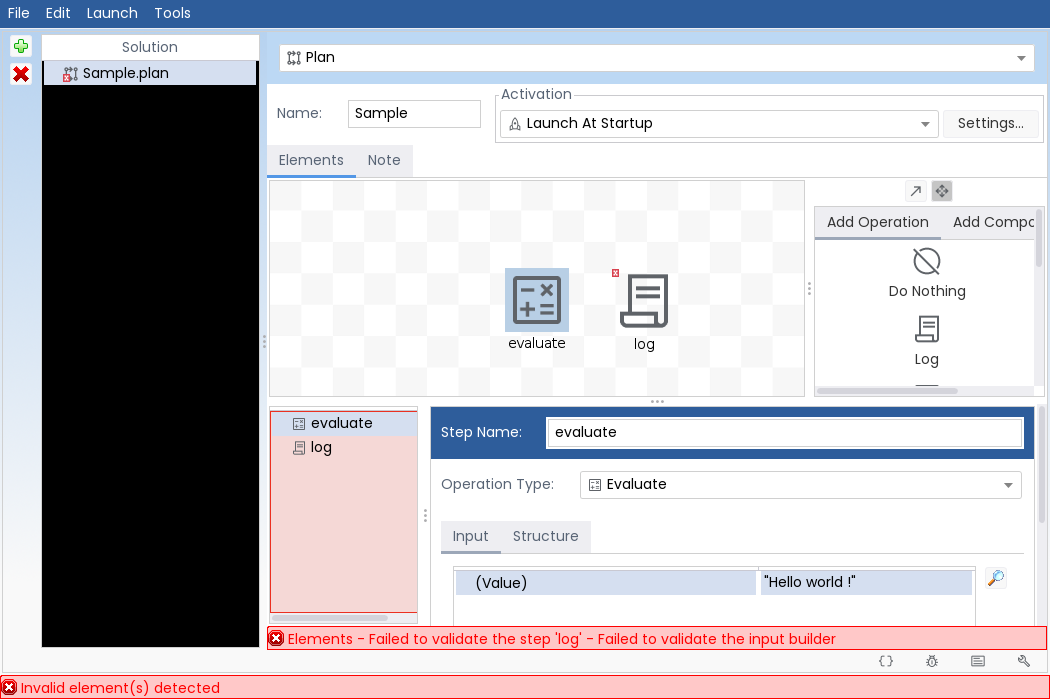 File Edit Launch Tools
Solution
Sample.plan
Plan
Name: Sample
Activation
Launch At Startup
Settings...
Elements Note
evaluate
log
Add Operation Add Compo
Do Nothing
Log
evaluate
log
Step Name: evaluate
Operation Type: Evaluate
Input Structure
(Value) "Hello world !"
Elements - Failed to validate the step 'log' - Failed to validate the input builder
Invalid element(s) detected